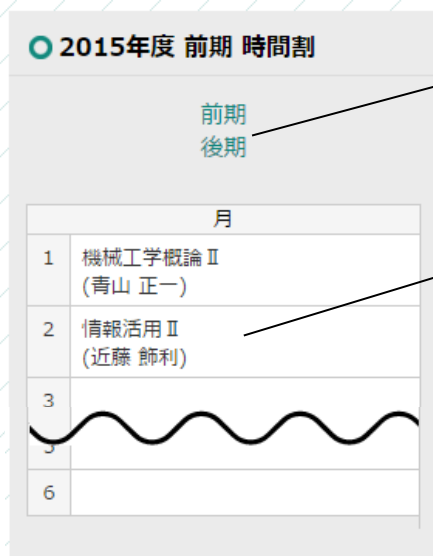 2015年度 前期 時間割
前期
後期
月
1 機械工学概論Ⅱ
(青山 正一)
2 情報活用Ⅱ
(近藤 師利)
3
6